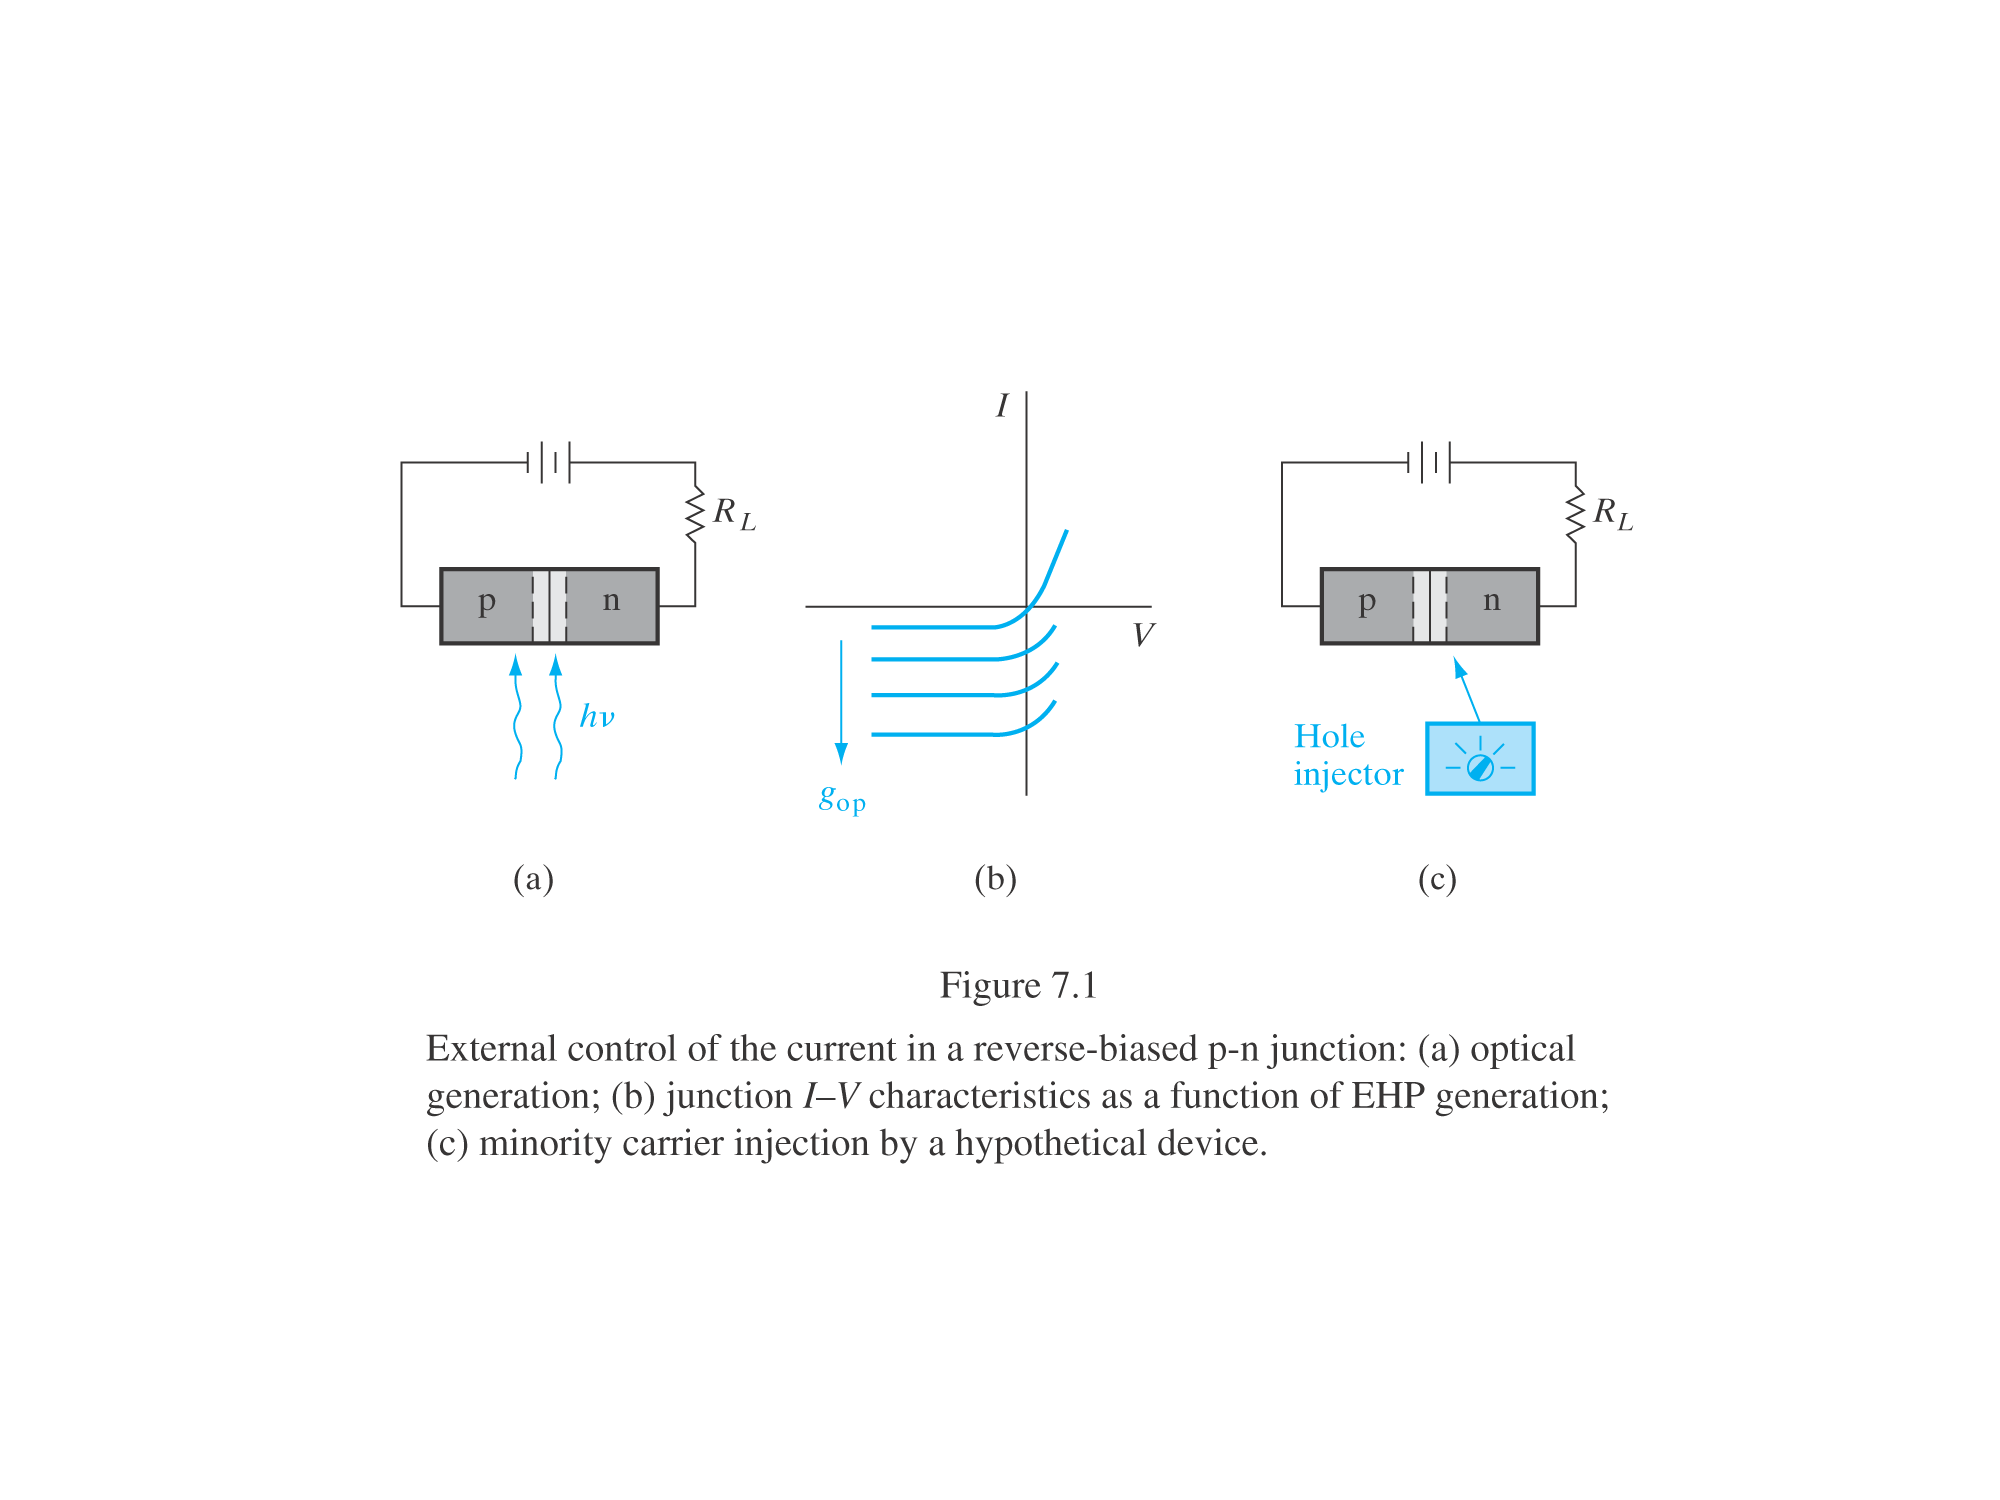 I
R_L
p
n
V
hν
g_op
R_L
p
n
Hole
injector
(a)
(b)
(c)
Figure 7.1
External control of the current in a reverse-biased p-n junction: (a) optical
generation; (b) junction I–V characteristics as a function of EHP generation;
(c) minority carrier injection by a hypothetical device.